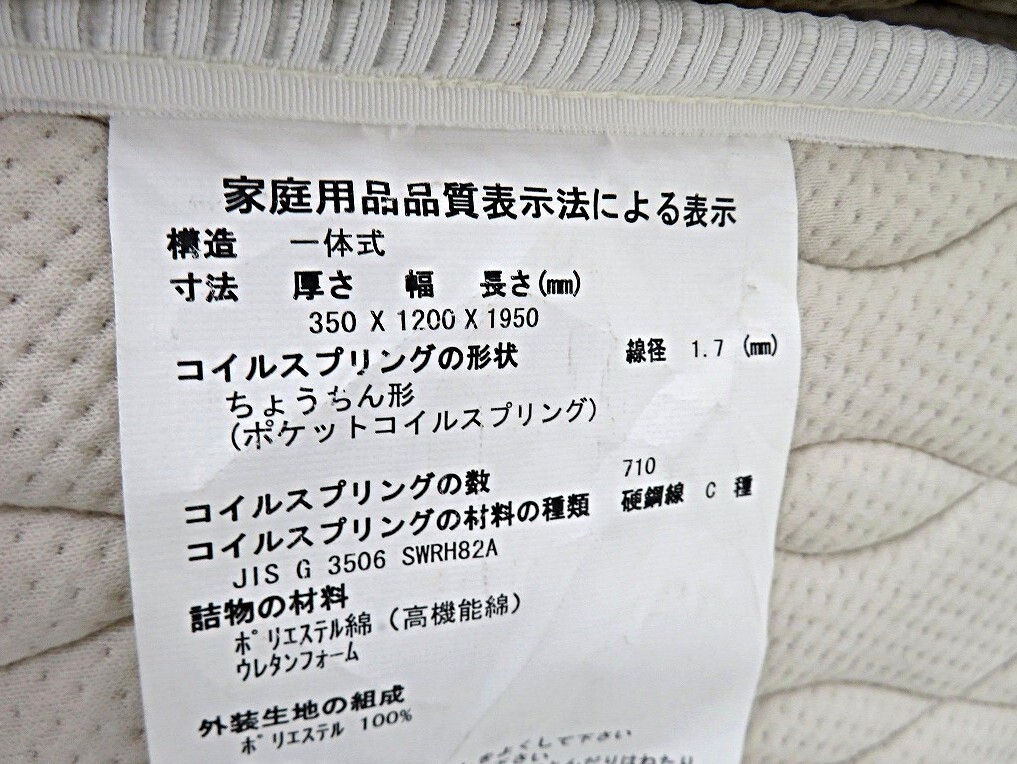 家庭用品品質表示法による表示
構造 一体式
寸法 厚さ 幅 長さ(㎜)
350 X 1200 X 1950
コイルスプリングの形状 線径 1.7 (㎜)
ちょうちん形
(ポケットコイルスプリング)
コイルスプリングの数 710
コイルスプリングの材料の種類 硬鋼線 C 種
JIS G 3506 SWRH82A
詰物の材料
ポリエステル綿 (高機能綿)
ウレタンフォーム
外装生地の組成
ポリエステル 100%
よくして下さい